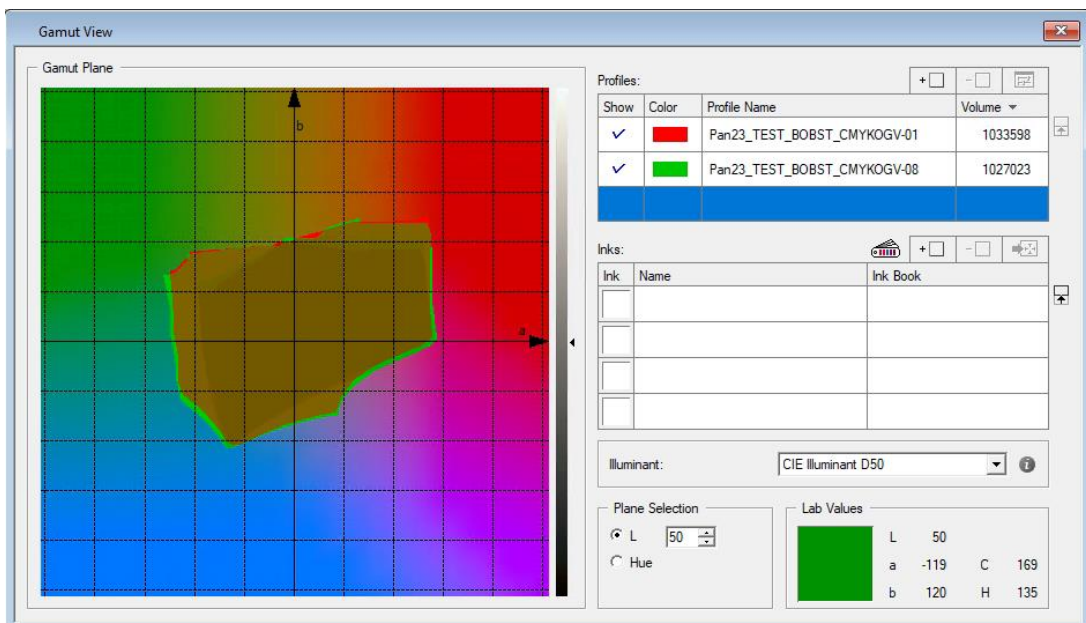 Gamut View
Gamut Plane
b
a
Profiles:
Show Color Profile Name Volume
Pan23_TEST_BOBST_CMYKOGV-01 1033598
Pan23_TEST_BOBST_CMYKOGV-08 1027023
Inks:
Ink Name Ink Book
Illuminant: CIE Illuminant D50
Plane Selection
L 50
Hue
Lab Values
L 50
a -119 C 169
b 120 H 135